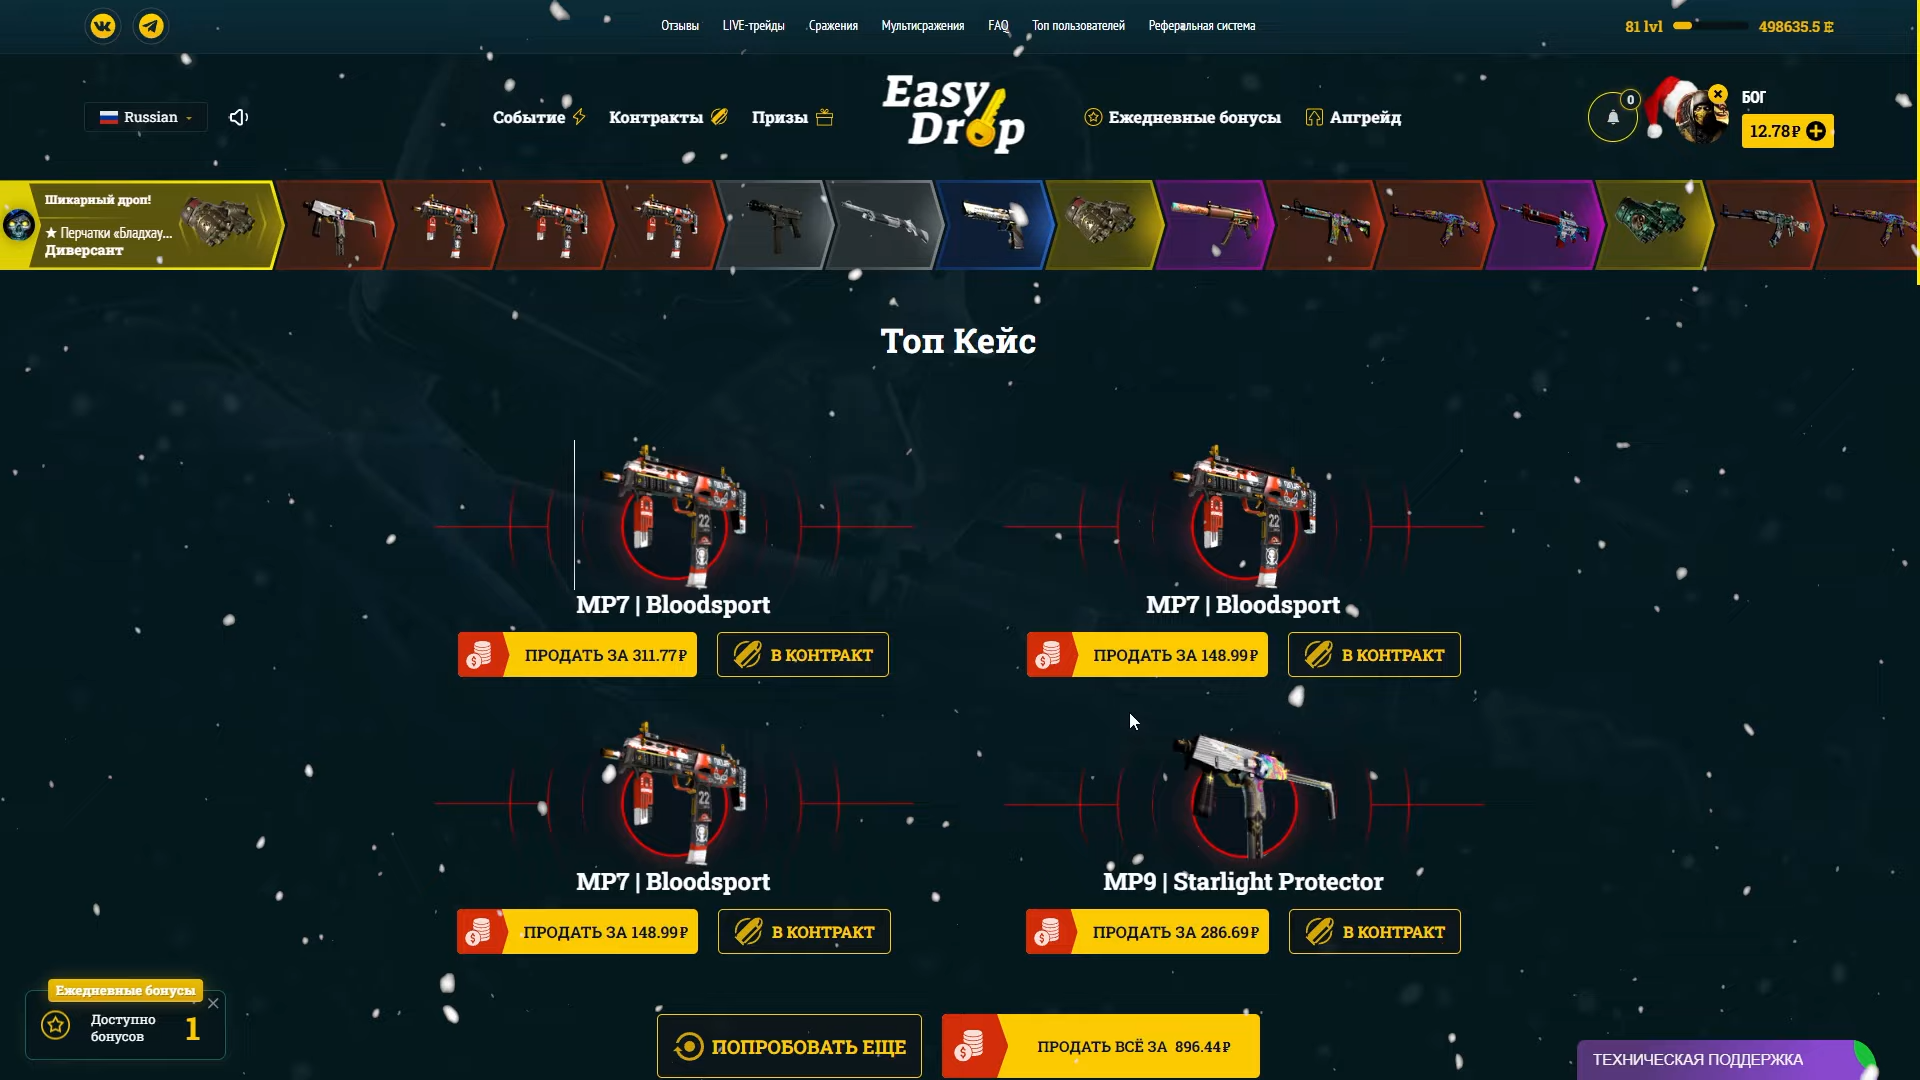 Отзывы LIVE-трейды Сражения Мультисражения FAQ Топ пользователей Реферальная система
81 lvl 498635.5
Russian
Событие Контракты Призы
Easy Drop
Ежедневные бонусы Апгрейд
0
БОГ
12.78₽
Шикарный дроп!
★ Перчатки «Бладхау...
Диверсант
Топ Кейс
MP7 | Bloodsport
ПРОДАТЬ ЗА 311.77₽
В КОНТРАКТ
MP7 | Bloodsport
ПРОДАТЬ ЗА 148.99₽
В КОНТРАКТ
MP7 | Bloodsport
ПРОДАТЬ ЗА 148.99₽
В КОНТРАКТ
MP9 | Starlight Protector
ПРОДАТЬ ЗА 286.69₽
В КОНТРАКТ
Ежедневные бонусы
Доступно
бонусов
1
ПОПРОБОВАТЬ ЕЩЕ
ПРОДАТЬ ВСЁ ЗА 896.44₽
ТЕХНИЧЕСКАЯ ПОДДЕРЖКА